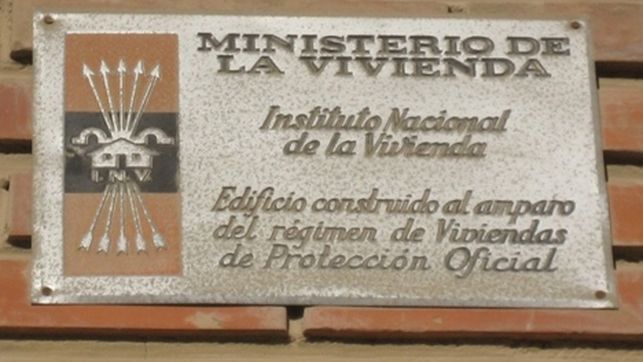 MINISTERIO DE
LA VIVIENDA
Instituto Nacional
de la Vivienda
I.N.V.
Edificio construido al amparo
del régimen de Viviendas
de Protección Oficial